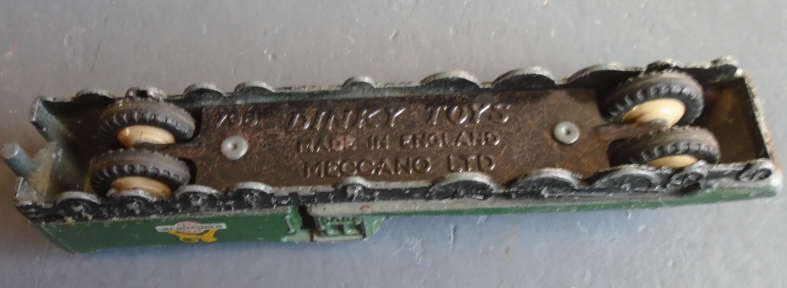 DINKY TOYS
MADE IN ENGLAND
MECCANO LTD